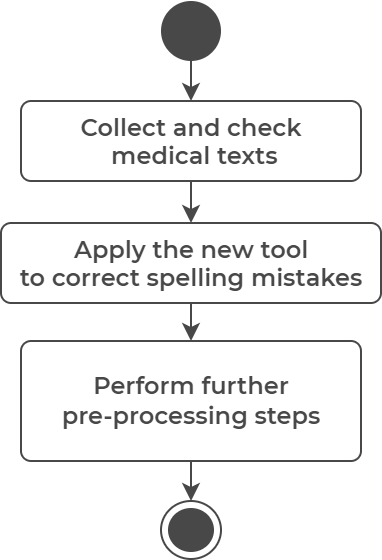 Collect and check
medical texts
Apply the new tool
to correct spelling mistakes
Perform further
pre-processing steps